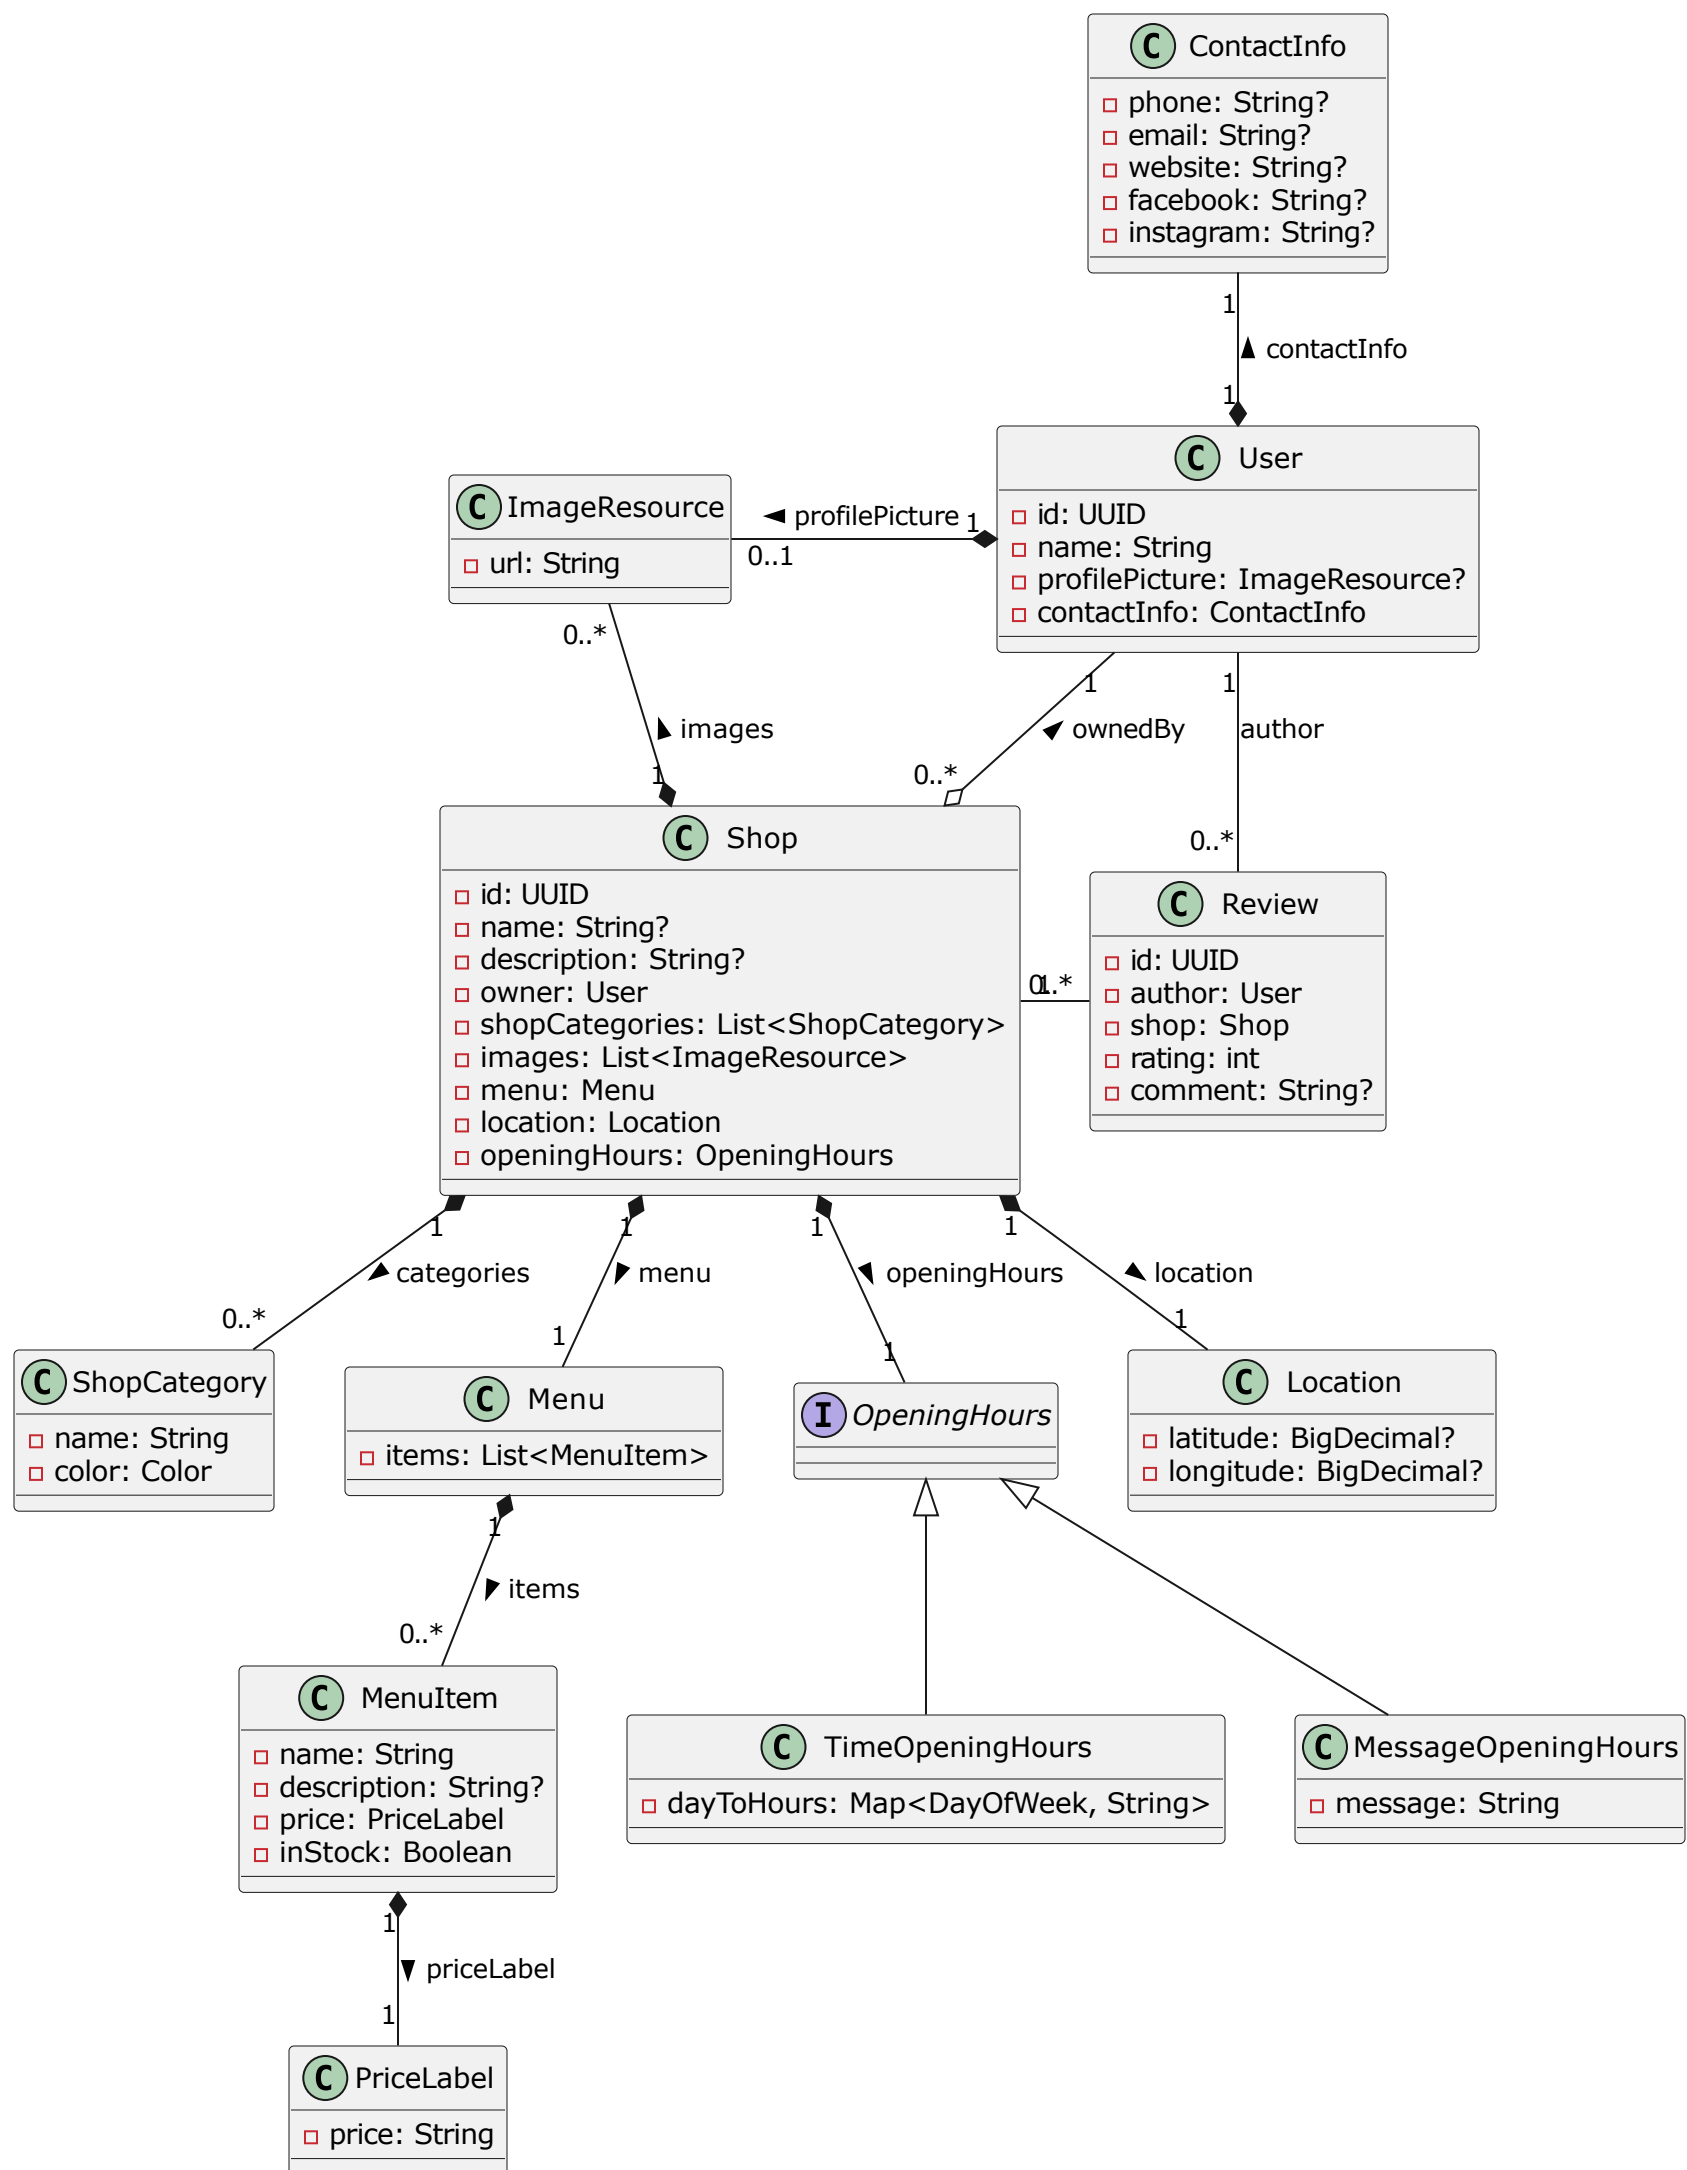 C ContactInfo
phone: String?
email: String?
website: String?
facebook: String?
instagram: String?
1
contactInfo
1
C User
id: UUID
name: String
profilePicture: ImageResource?
contactInfo: ContactInfo
C ImageResource
url: String
profilePicture
1
0..1
0..*
images
1
1
ownedBy
0..*
1
author
0..*
C Shop
id: UUID
name: String?
description: String?
owner: User
shopCategories: List<ShopCategory>
images: List<ImageResource>
menu: Menu
location: Location
openingHours: OpeningHours
1
0..*
C Review
id: UUID
author: User
shop: Shop
rating: int
comment: String?
1
categories
0..*
1
menu
1
1
openingHours
1
1
location
1
C ShopCategory
name: String
color: Color
C Menu
items: List<MenuItem>
I OpeningHours
C Location
latitude: BigDecimal?
longitude: BigDecimal?
1
items
0..*
C MenuItem
name: String
description: String?
price: PriceLabel
inStock: Boolean
C TimeOpeningHours
dayToHours: Map<DayOfWeek, String>
C MessageOpeningHours
message: String
1
priceLabel
1
C PriceLabel
price: String